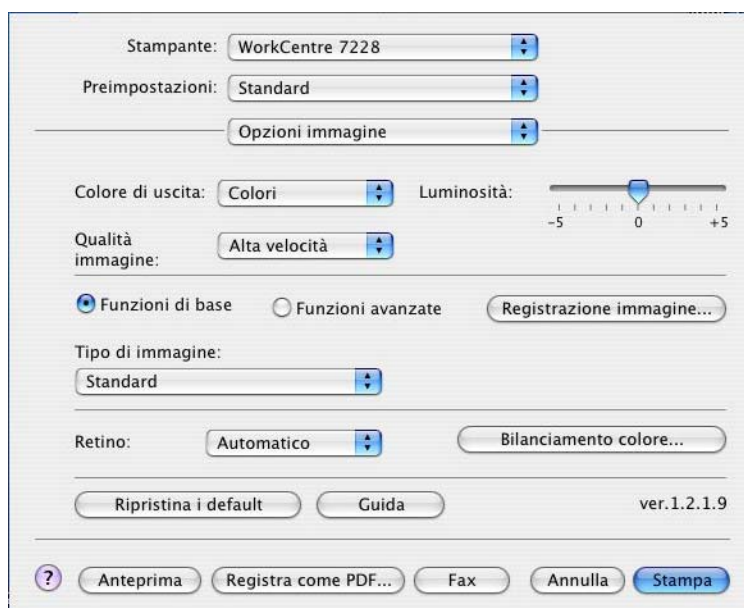 Stampante: WorkCentre 7228
Preimpostazioni: Standard
Opzioni immagine
Colore di uscita: Colori Luminosità:
-5 0 +5
Qualità
immagine: Alta velocità
Funzioni di base Funzioni avanzate Registrazione immagine...
Tipo di immagine:
Standard
Retino: Automatico Bilanciamento colore...
Ripristina i default Guida ver.1.2.1.9
? Anteprima Registra come PDF... Fax Annulla Stampa